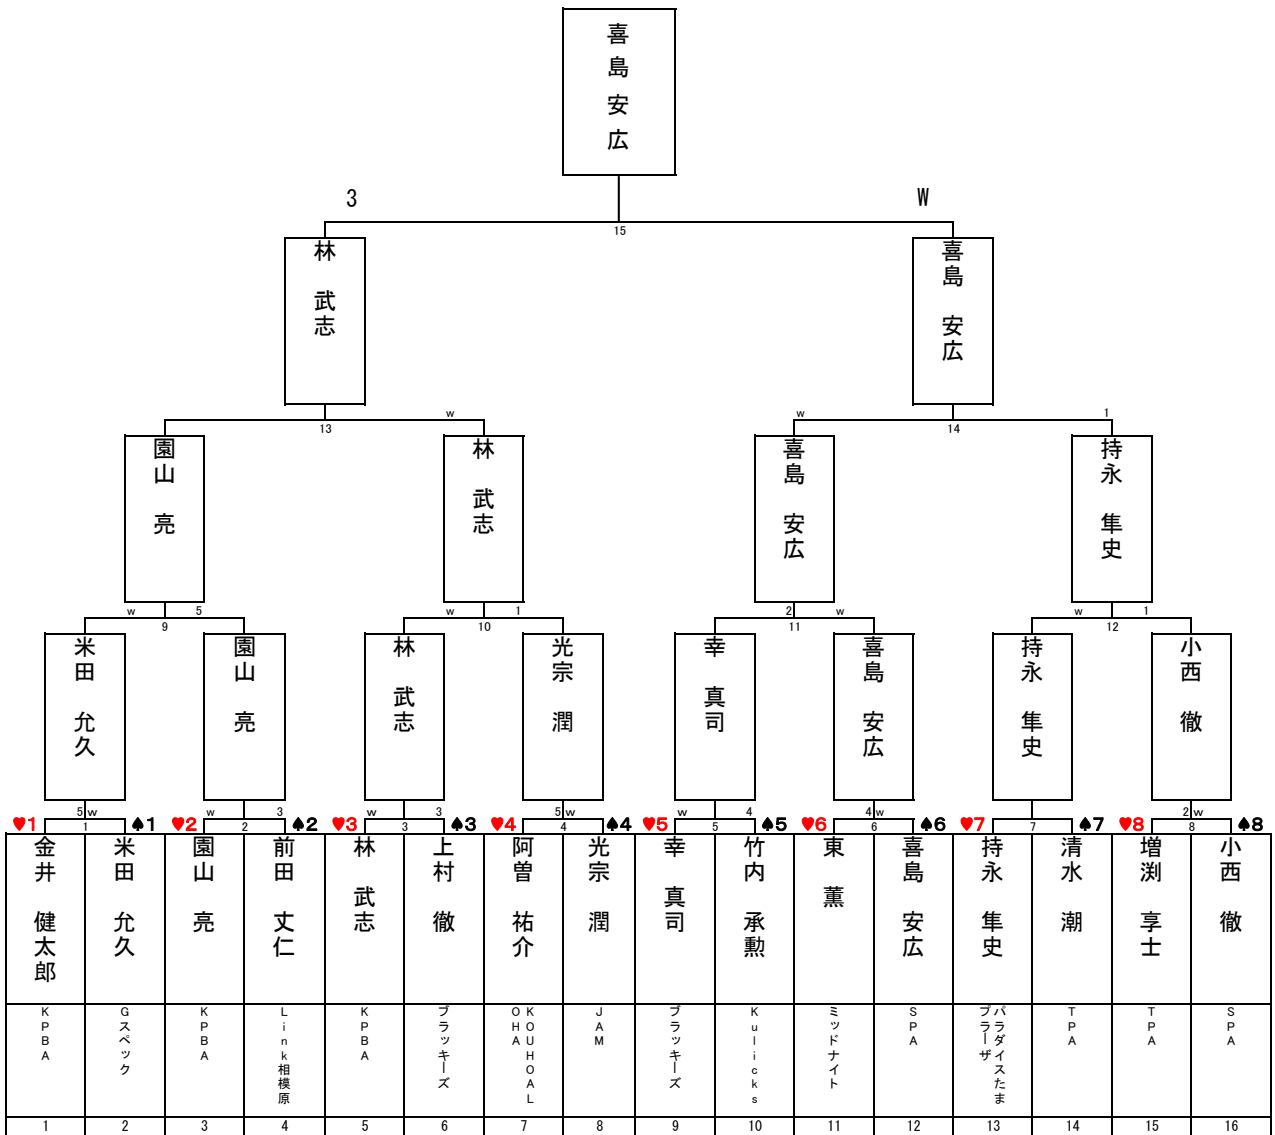 喜島安広
3 W
15
林 武志
喜島 安広
w w 1
13 14
園山 亮
林 武志
喜島 安広
持永 隼史
w 5 w 1 2 w w 1
9 10 11 12
米田 允久
園山 亮
林 武志
光宗 潤
幸 真司
喜島 安広
持永 隼史
小西 徹
5 w w 3 w 3 5 w w 4 4 w 2 w
♥1 1 ♠1 ♥2 2 ♠2 ♥3 3 ♠3 ♥4 4 ♠4 ♥5 5 ♠5 ♥6 6 ♠6 ♥7 7 ♠7 ♥8 8 ♠8
金井 健太郎
米田 允久
園山 亮
前田 丈仁
林 武志
上村 徹
阿曽 祐介
光宗 潤
幸 真司
竹内 承勲
東 薫
喜島 安広
持永 隼史
清水 潮
増渕 享士
小西 徹
KPBA
Gスペック
KPBA
Link相模原
KPBA
ブラッキーズ
KOUHOAL
OHA
JAM
ブラッキーズ
Kulicks
ミッドナイト
SPA
パラダイスたま
プラーザ
TPA
TPA
SPA
1 2 3 4 5 6 7 8 9 10 11 12 13 14 15 16